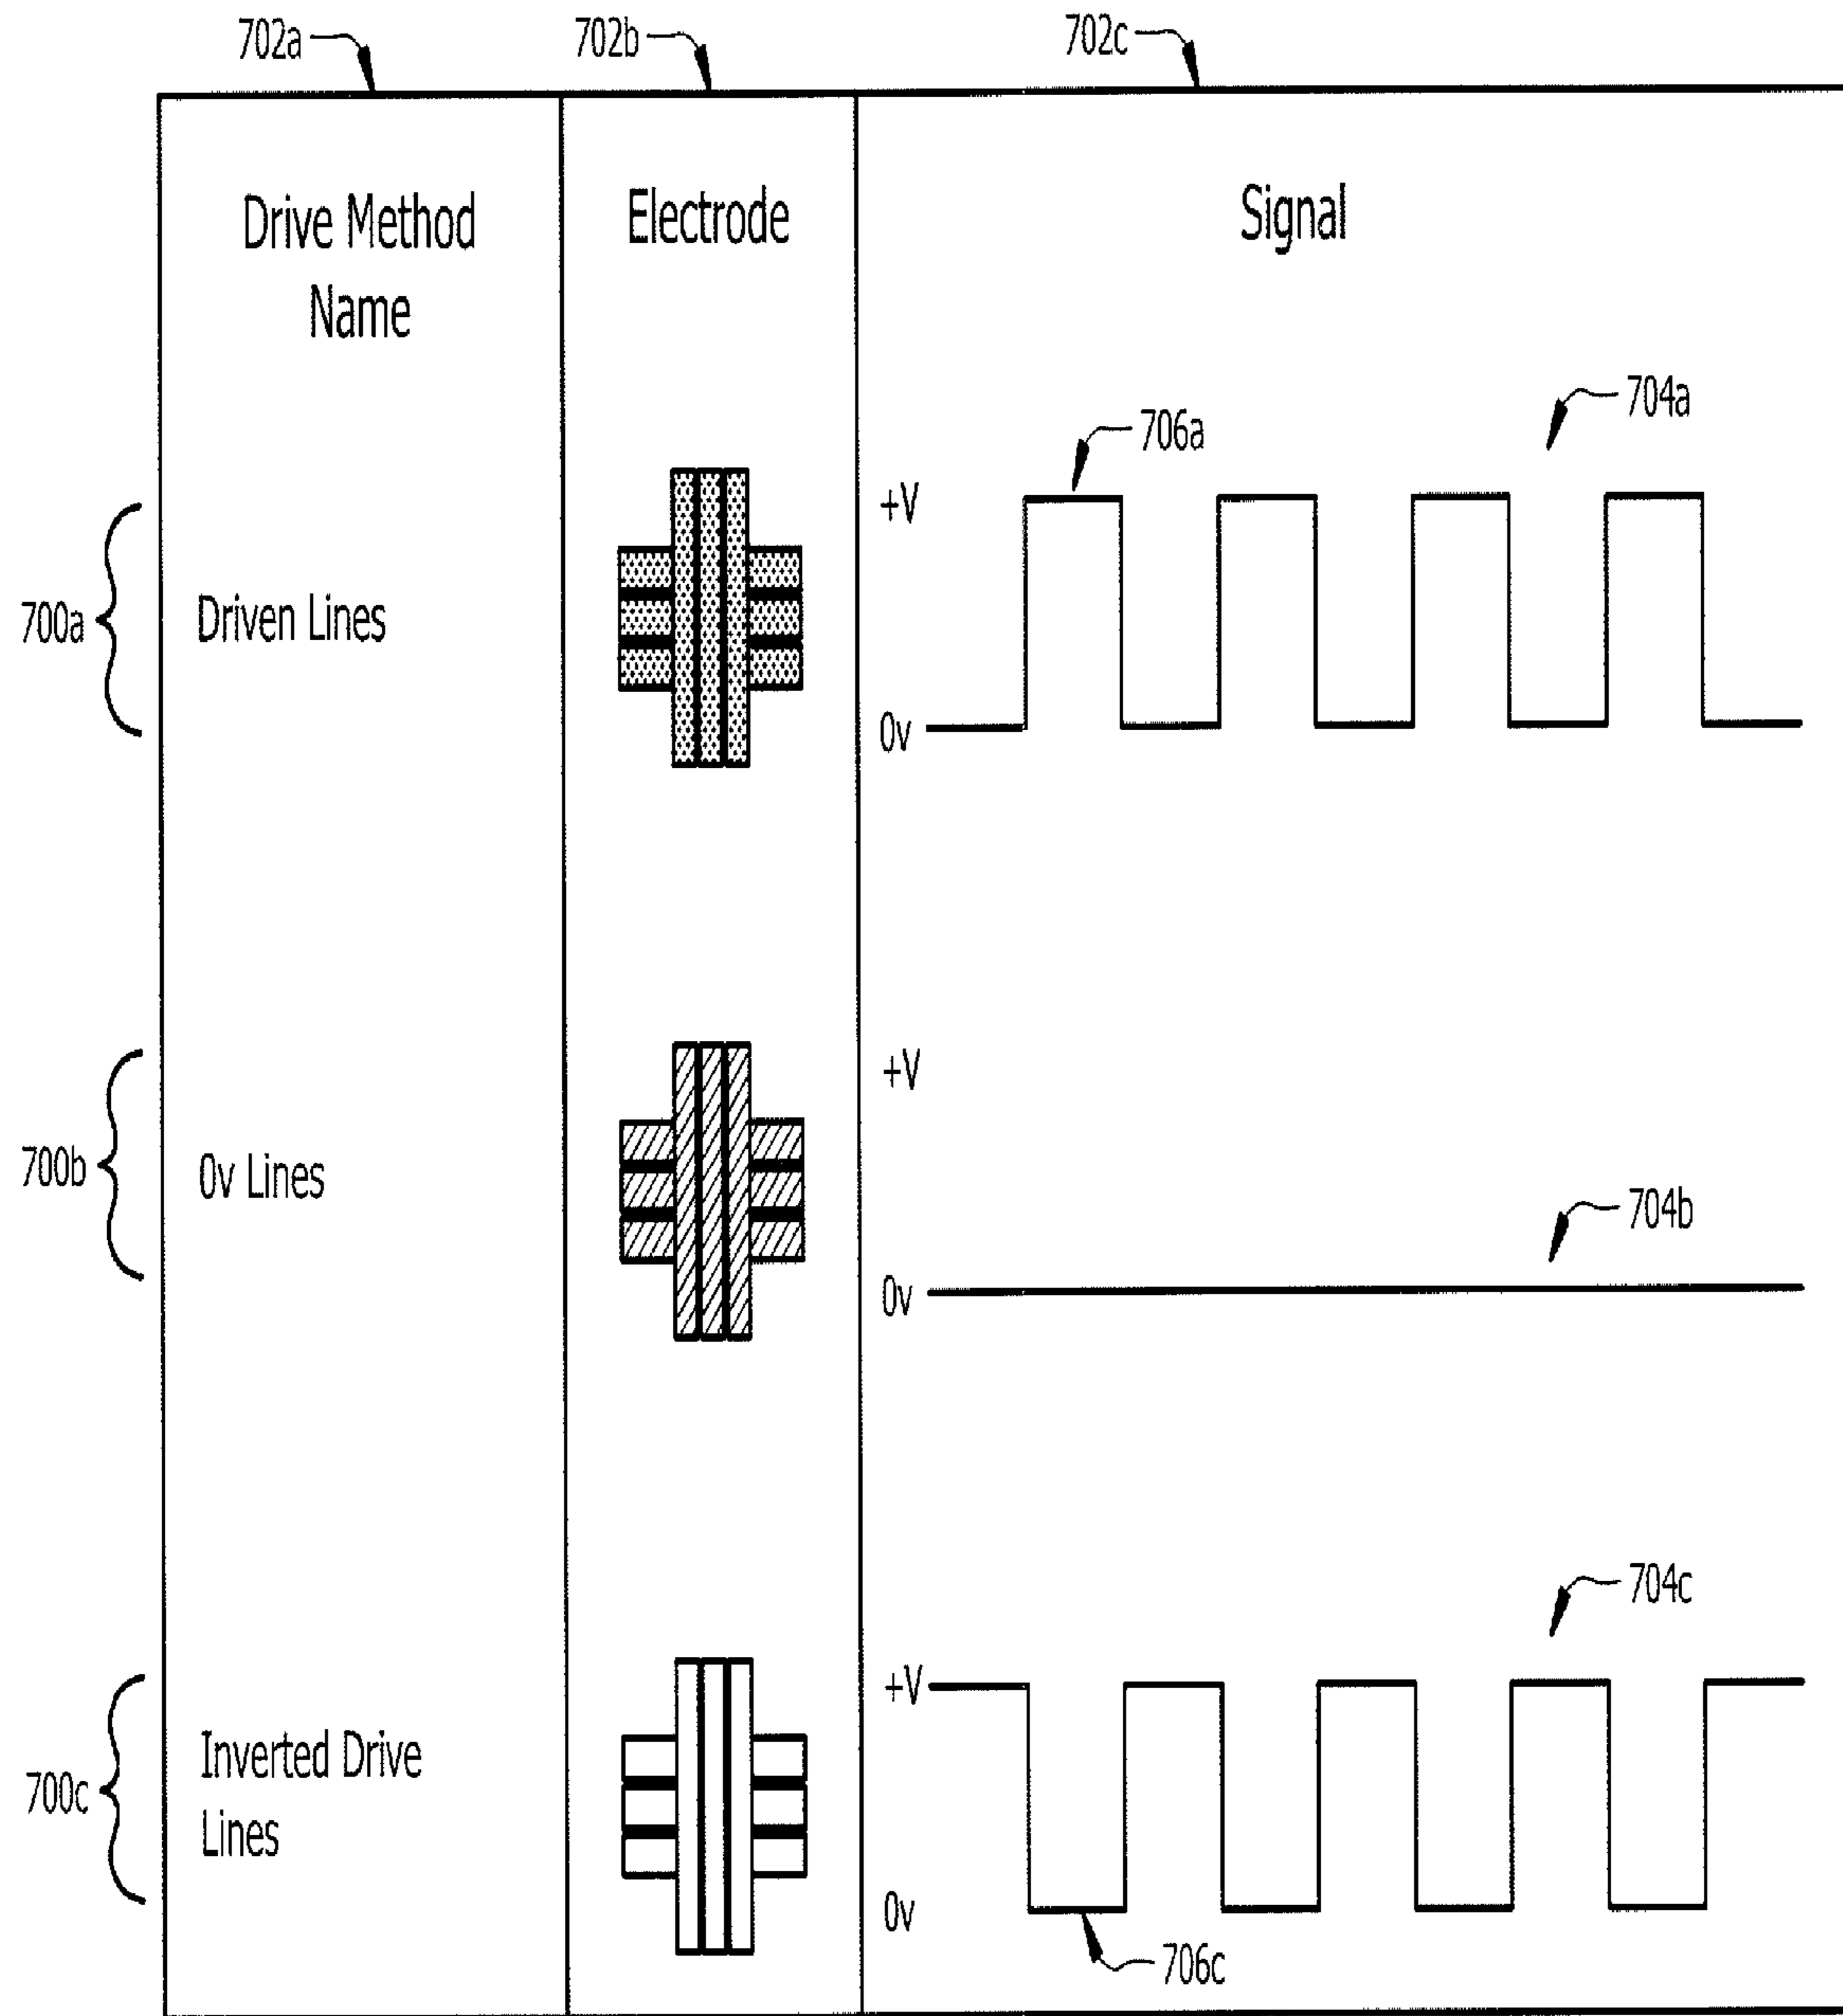 702a
702b
702c
Drive Method
Name
Electrode
Signal
704a
706a
+V
700a
Driven Lines
0v
+V
700b
0v Lines
704b
0v
704c
+V
700c
Inverted Drive
Lines
0v
706c